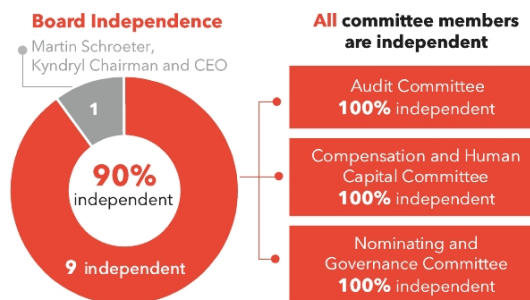 Board Independence
Martin Schroeter,
Kyndryl Chairman and CEO
1
90%
independent
9 independent
All committee members
are independent
Audit Committee
100% independent
Compensation and Human
Capital Committee
100% independent
Nominating and
Governance Committee
100% independent